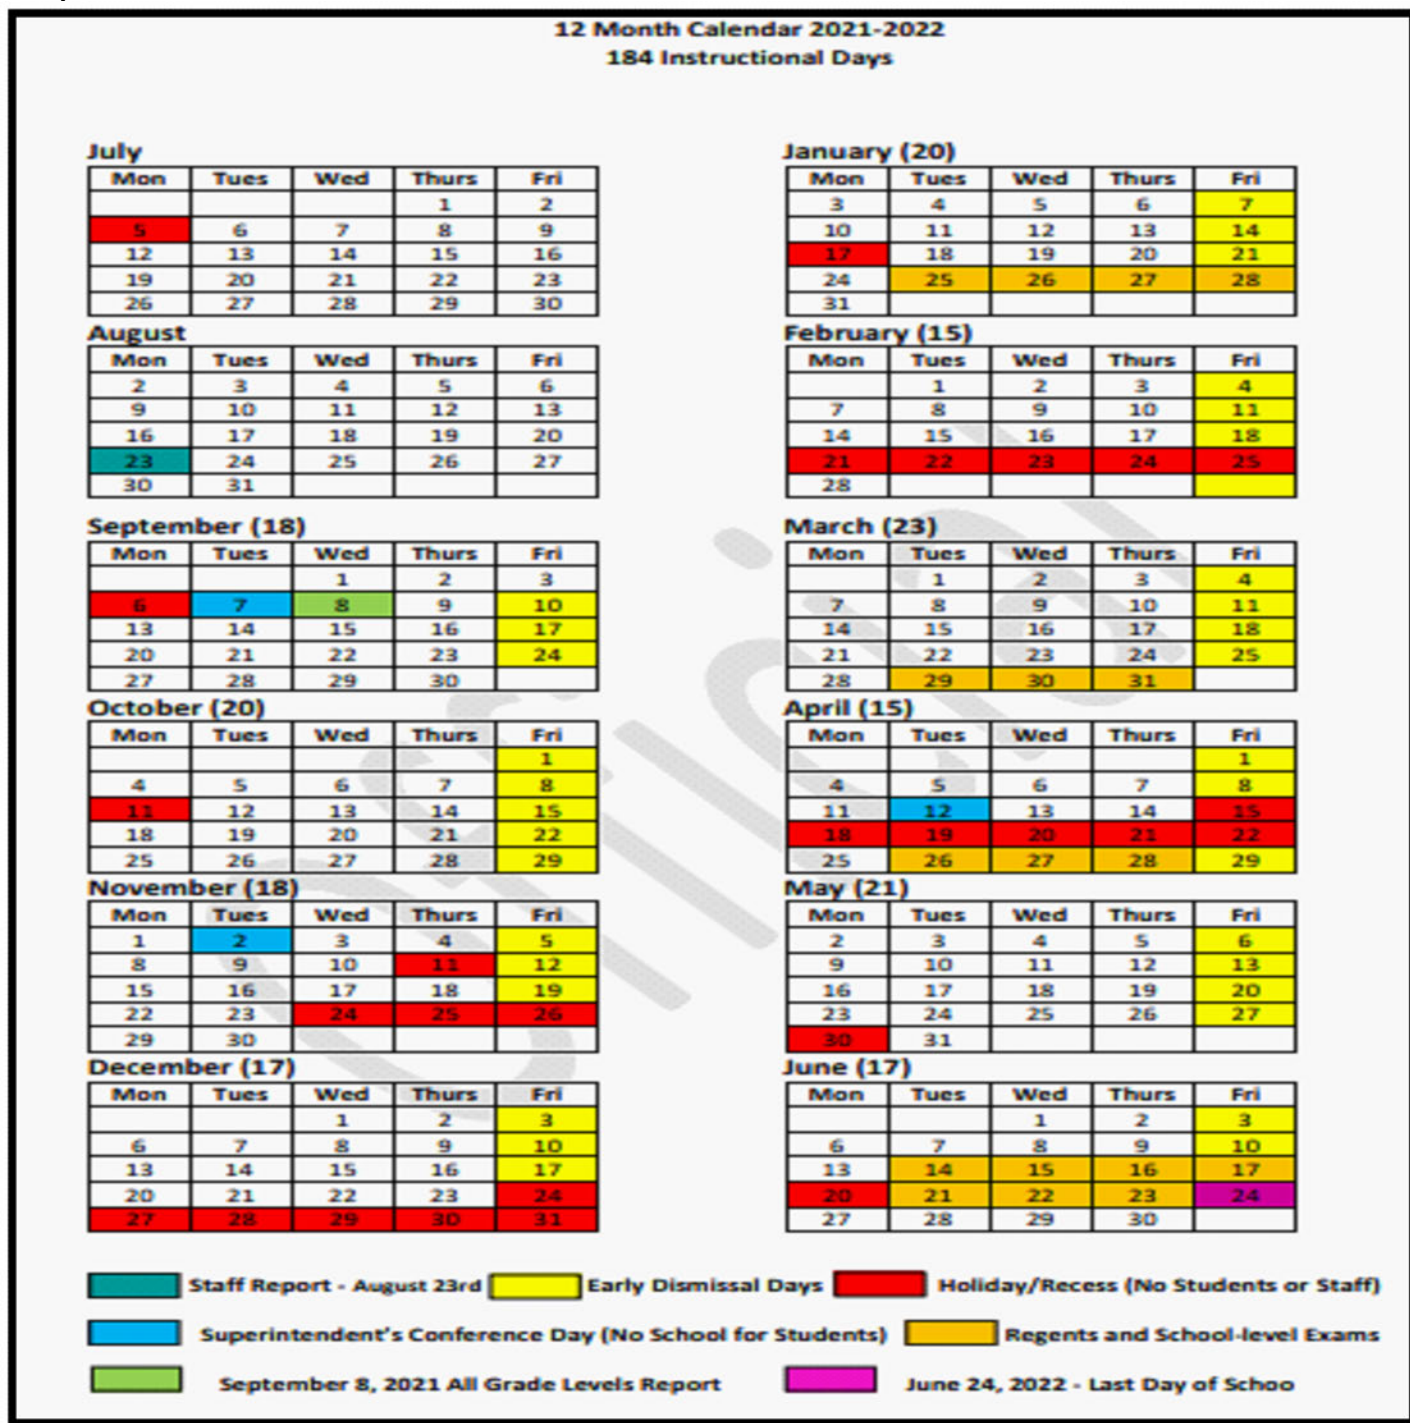 12 Month Calendar 2021-2022
184 Instructional Days
July
Mon Tues Wed Thurs Fri
1 2
5 6 7 8 9
12 13 14 15 16
19 20 21 22 23
26 27 28 29 30
August
Mon Tues Wed Thurs Fri
2 3 4 5 6
9 10 11 12 13
16 17 18 19 20
23 24 25 26 27
30 31
September (18)
Mon Tues Wed Thurs Fri
1 2 3
6 7 8 9 10
13 14 15 16 17
20 21 22 23 24
27 28 29 30
October (20)
Mon Tues Wed Thurs Fri
1
4 5 6 7 8
11 12 13 14 15
18 19 20 21 22
25 26 27 28 29
November (18)
Mon Tues Wed Thurs Fri
1 2 3 4 5
8 9 10 11 12
15 16 17 18 19
22 23 24 25 26
29 30
December (17)
Mon Tues Wed Thurs Fri
1 2 3
6 7 8 9 10
13 14 15 16 17
20 21 22 23 24
27 28 29 30 31
January (20)
Mon Tues Wed Thurs Fri
3 4 5 6 7
10 11 12 13 14
17 18 19 20 21
24 25 26 27 28
31
February (15)
Mon Tues Wed Thurs Fri
1 2 3 4
7 8 9 10 11
14 15 16 17 18
21 22 23 24 25
28
March (23)
Mon Tues Wed Thurs Fri
1 2 3 4
7 8 9 10 11
14 15 16 17 18
21 22 23 24 25
28 29 30 31
April (15)
Mon Tues Wed Thurs Fri
1
4 5 6 7 8
11 12 13 14 15
18 19 20 21 22
25 26 27 28 29
May (21)
Mon Tues Wed Thurs Fri
2 3 4 5 6
9 10 11 12 13
16 17 18 19 20
23 24 25 26 27
30 31
June (17)
Mon Tues Wed Thurs Fri
1 2 3
6 7 8 9 10
13 14 15 16 17
20 21 22 23 24
27 28 29 30
Staff Report - August 23rd Early Dismissal Days Holiday/Recess (No Students or Staff)
Superintendent's Conference Day (No School for Students) Regents and School-level Exams
September 8, 2021 All Grade Levels Report June 24, 2022 - Last Day of Schoo